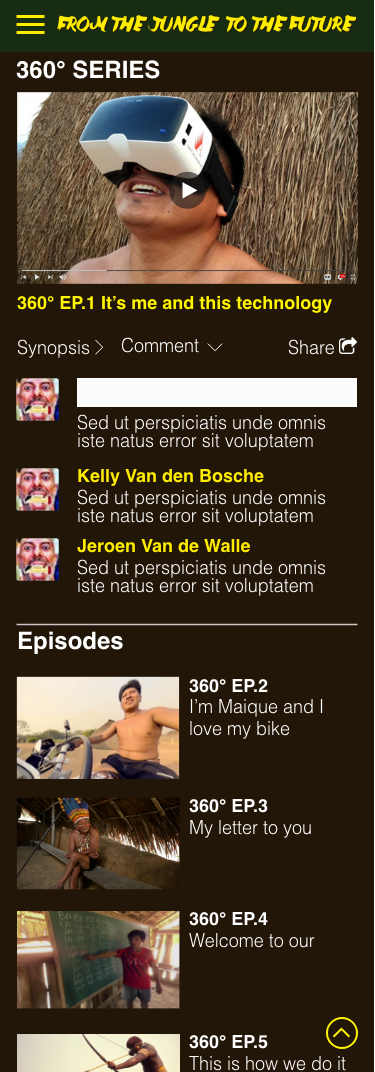 FROM THE JUNGLE TO THE FUTURE
360° SERIES
360° EP.1 It's me and this technology
Synopsis
Comment
Share
Sed ut perspiciatis unde omnis
iste natus error sit voluptatem
Kelly Van den Bosche
Sed ut perspiciatis unde omnis
iste natus error sit voluptatem
Jeroen Van de Walle
Sed ut perspiciatis unde omnis
iste natus error sit voluptatem
Episodes
360° EP.2
I'm Maique and I
love my bike
360° EP.3
My letter to you
360° EP.4
Welcome to our
360° EP.5
This is how we do it